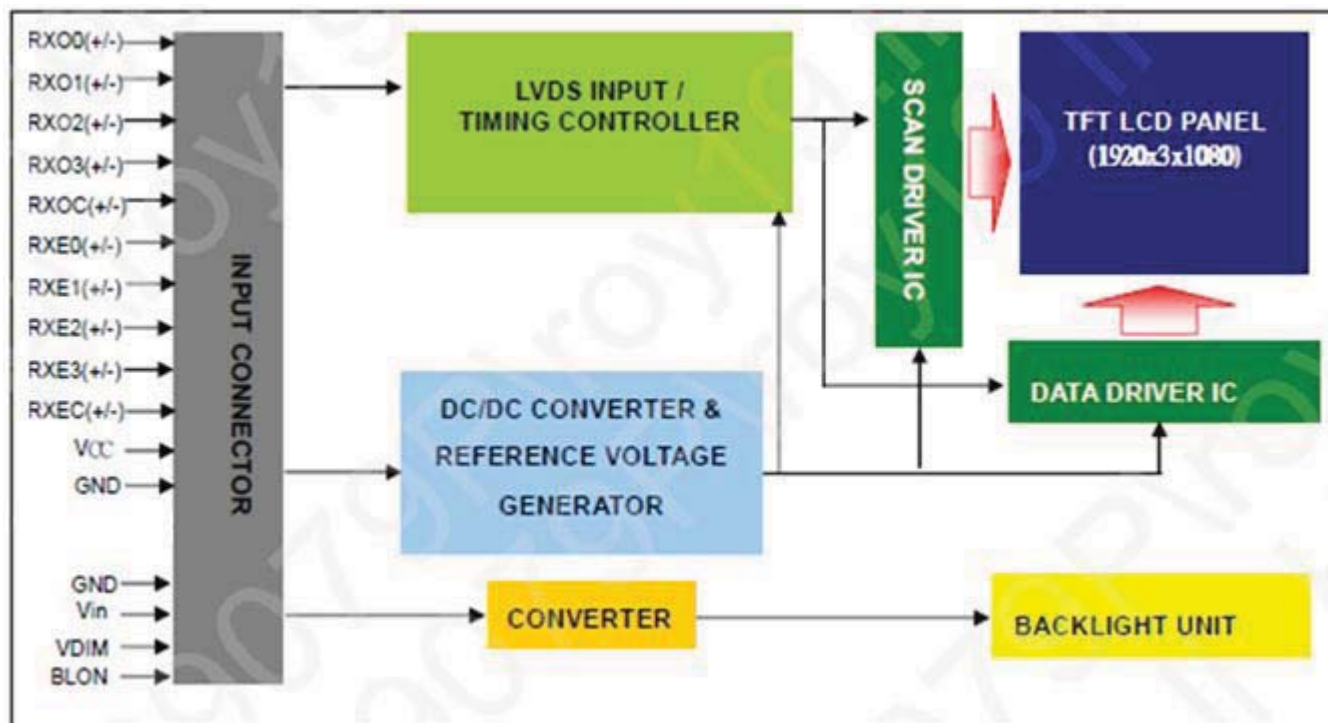 RXO0(+/-)
RXO1(+/-)
RXO2(+/-)
RXO3(+/-)
RXOC(+/-)
RXE0(+/-)
RXE1(+/-)
RXE2(+/-)
RXE3(+/-)
RXEC(+/-)
VCC
GND
GND
Vin
VDIM
BLON
INPUT CONNECTOR
LVDS INPUT /
TIMING CONTROLLER
DC/DC CONVERTER &
REFERENCE VOLTAGE
GENERATOR
CONVERTER
SCAN DRIVER IC
TFT LCD PANEL
(1920x3x1080)
DATA DRIVER IC
BACKLIGHT UNIT